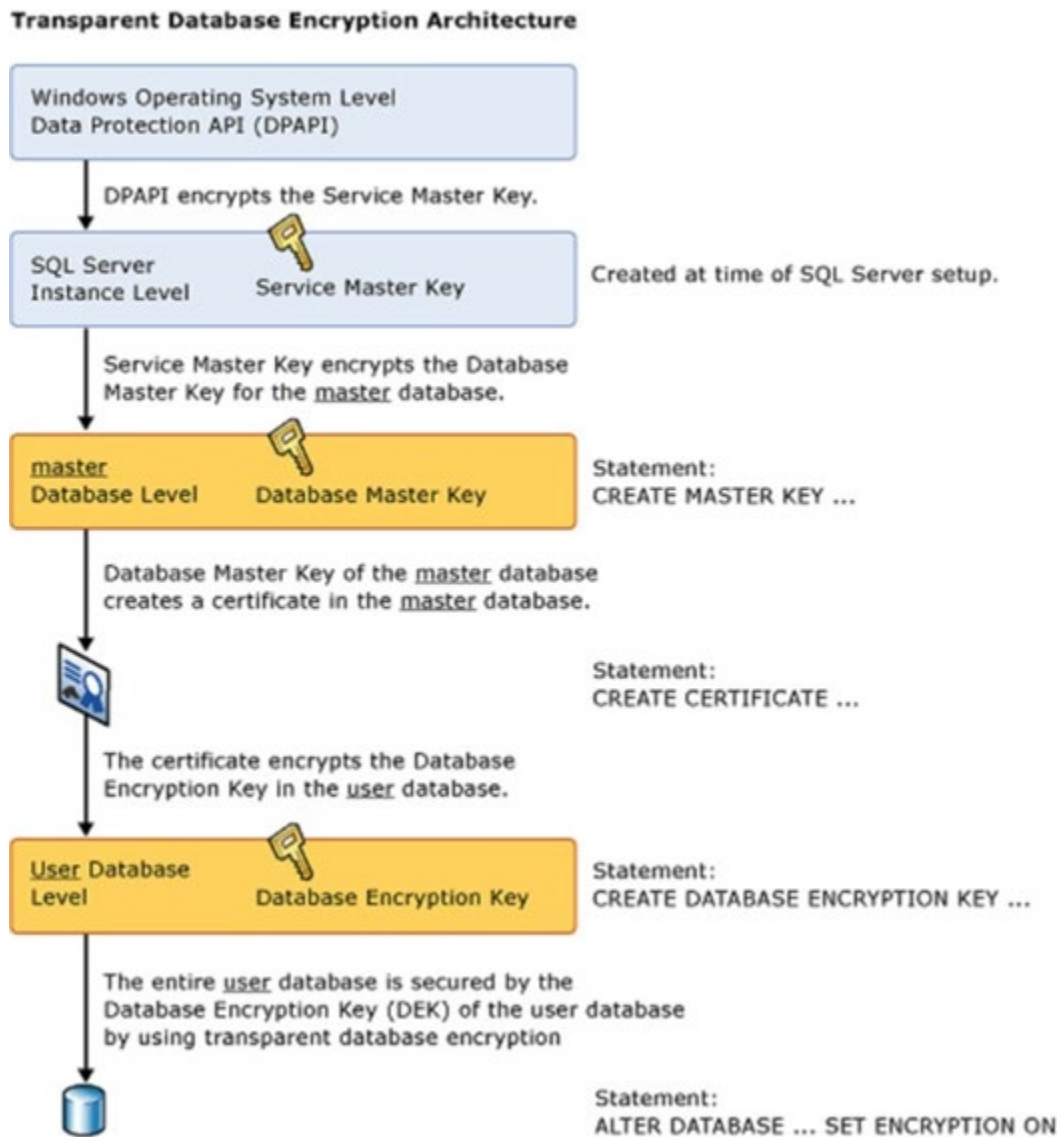 Transparent Database Encryption Architecture
Windows Operating System Level
Data Protection API (DPAPI)
DPAPI encrypts the Service Master Key.
SQL Server
Instance Level
Service Master Key
Created at time of SQL Server setup.
Service Master Key encrypts the Database
Master Key for the master database.
master
Database Level
Database Master Key
Statement:
CREATE MASTER KEY ...
Database Master Key of the master database
creates a certificate in the master database.
Statement:
CREATE CERTIFICATE ...
The certificate encrypts the Database
Encryption Key in the user database.
User Database
Level
Database Encryption Key
Statement:
CREATE DATABASE ENCRYPTION KEY ...
The entire user database is secured by the
Database Encryption Key (DEK) of the user database
by using transparent database encryption
Statement:
ALTER DATABASE ... SET ENCRYPTION ON